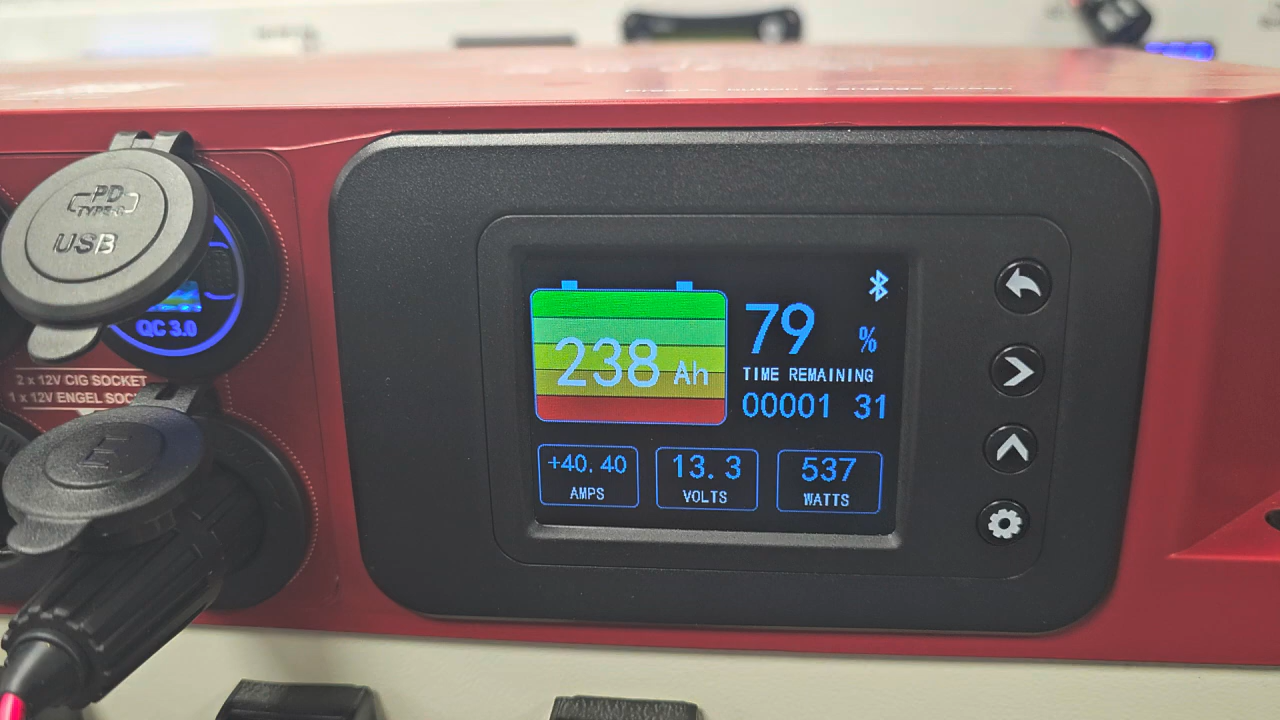 PD
TYPE-C
USB
QC 3.0
2 x 12V CIG SOCKET
1 x 12V ENGEL
E
238 Ah
79 %
TIME REMAINING
00001 31
+40.40
AMPS
13.3
VOLTS
537
WATTS